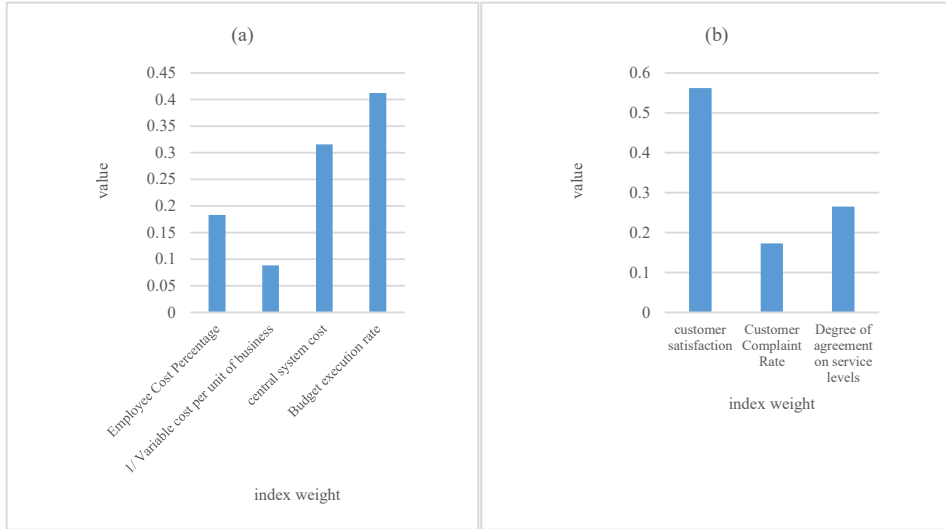 (a)
value
0.45
0.4
0.35
0.3
0.25
0.2
0.15
0.1
0.05
0
Employee Cost Percentage
1/ Variable cost per unit of business
central system cost
Budget execution rate
index weight
(b)
value
0.6
0.5
0.4
0.3
0.2
0.1
0
customer
satisfaction
Customer
Complaint
Rate
Degree of
agreement
on service
levels
index weight